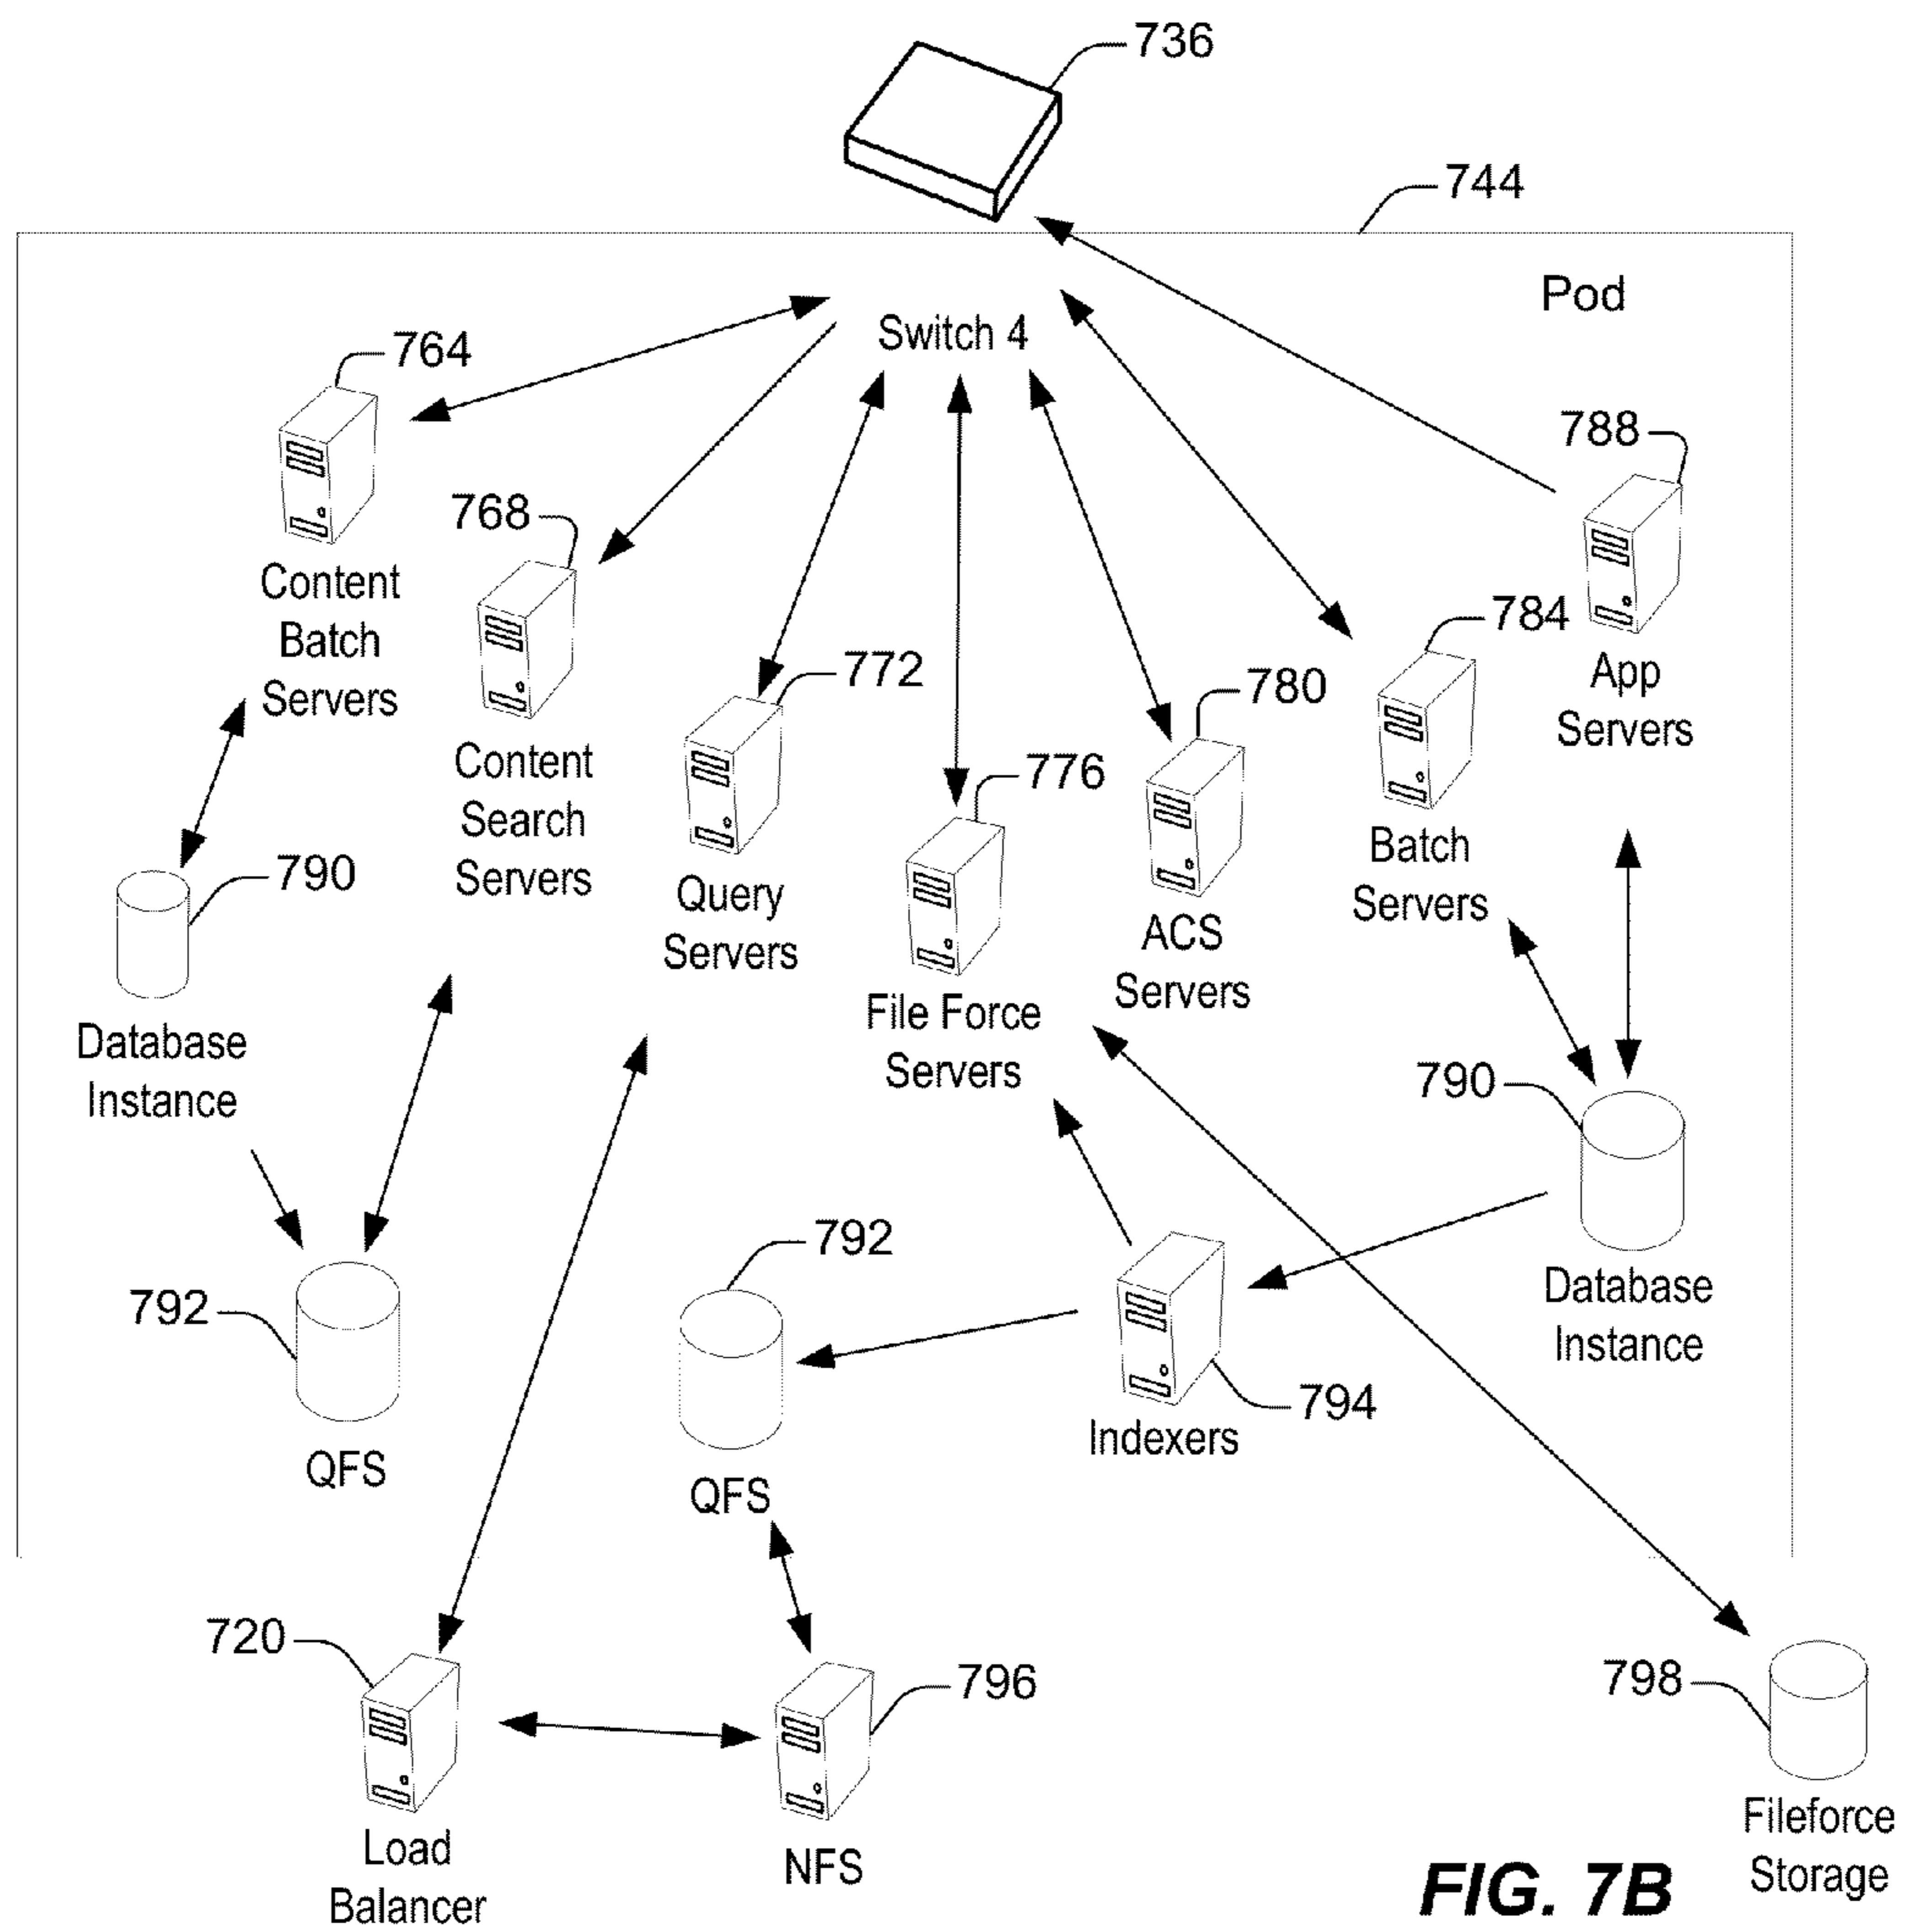 736
744
Pod
Switch 4
764
788
768
Content
Batch
Servers
784
772
780
App
Servers
Content
Search
Servers
776
Batch
Servers
790
Query
Servers
ACS
Servers
File Force
Servers
Database
Instance
790
792
792
Database
Instance
794
Indexers
QFS
QFS
720
796
798
Load
Balancer
NFS
Fileforce
Storage
FIG. 7B